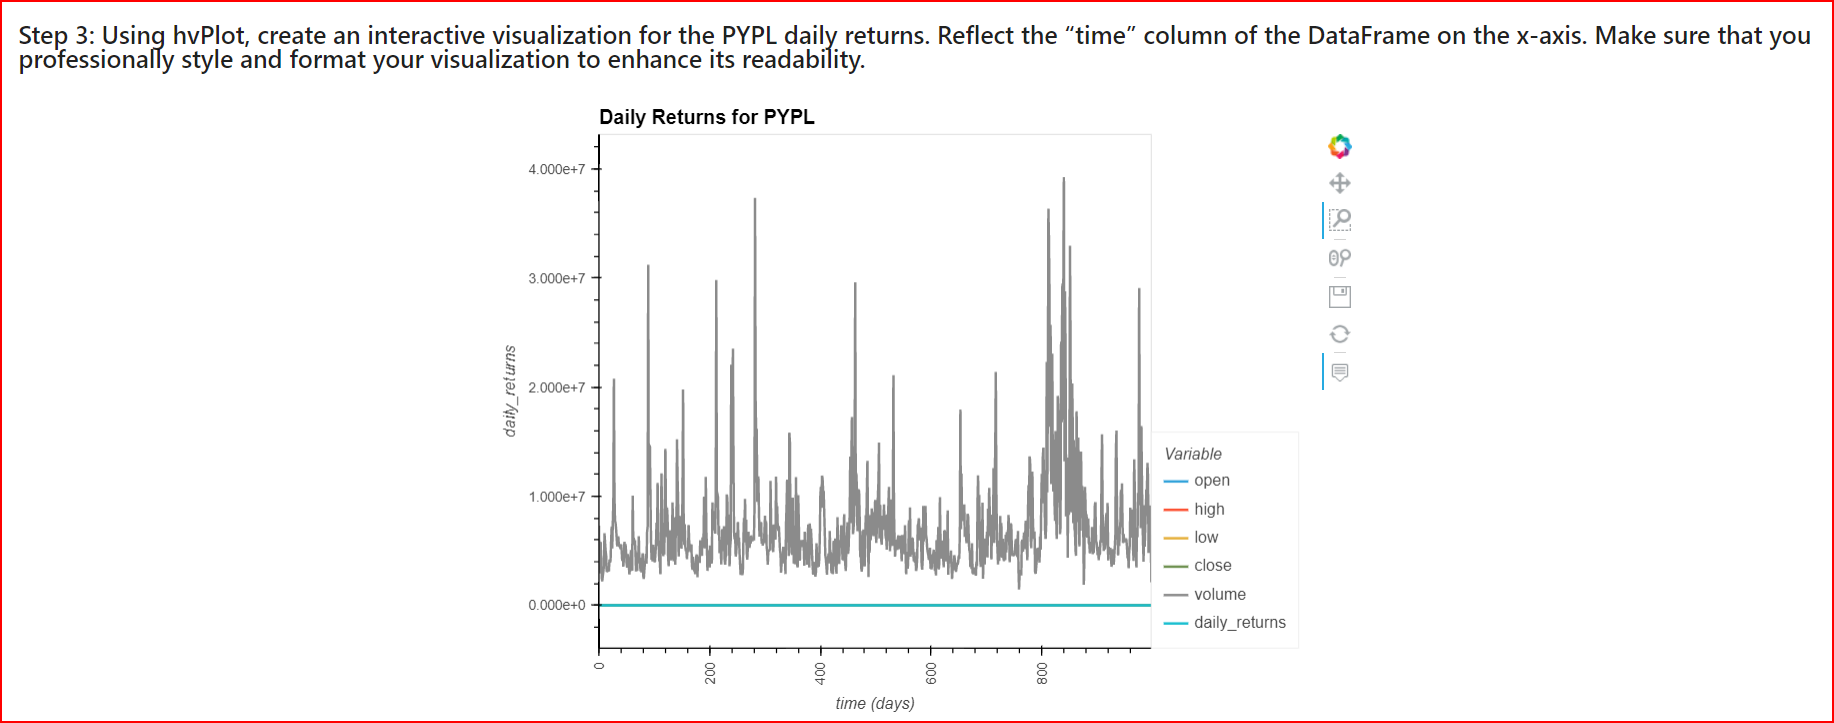 Step 3: Using hvPlot, create an interactive visualization for the PYPL daily returns. Reflect the “time” column of the DataFrame on the x-axis. Make sure that you
professionally style and format your visualization to enhance its readability.
Daily Returns for PYPL
4.000e+7
3.000e+7
2.000e+7
1.000e+7
0.000e+0
daily_returns
0
200
400
600
800
time (days)
Variable
open
high
low
close
volume
daily_returns